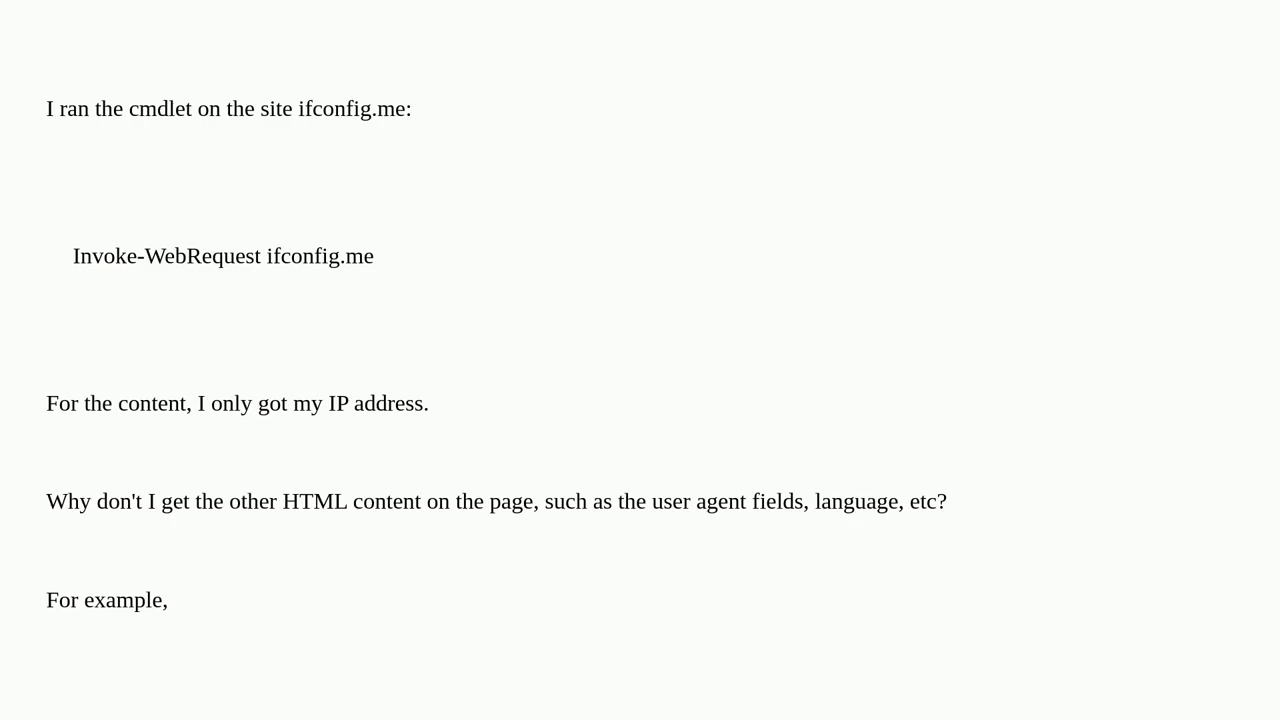 I ran the cmdlet on the site ifconfig.me:
Invoke-WebRequest ifconfig.me
For the content, I only got my IP address.
Why don't I get the other HTML content on the page, such as the user agent fields, language, etc?
For example,